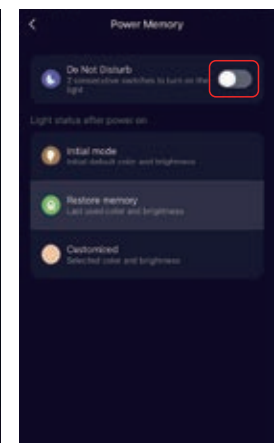 Power Memory
Do Not Disturb
2 consecutive switches to turn on the
light
Light status after power on
Initial mode
Initial default color and brightness
Restore memory
Last used color and brightness
Customized
Selected color and brightness